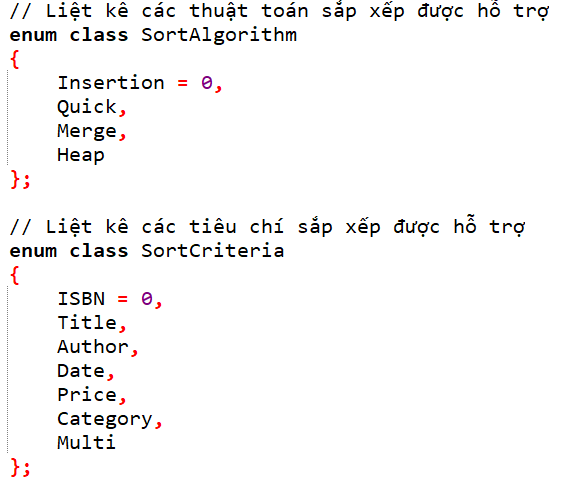 // Liệt kê các thuật toán sắp xếp được hỗ trợ
enum class SortAlgorithm
{
    Insertion = 0,
    Quick,
    Merge,
    Heap
};

// Liệt kê các tiêu chí sắp xếp được hỗ trợ
enum class SortCriteria
{
    ISBN = 0,
    Title,
    Author,
    Date,
    Price,
    Category,
    Multi
};